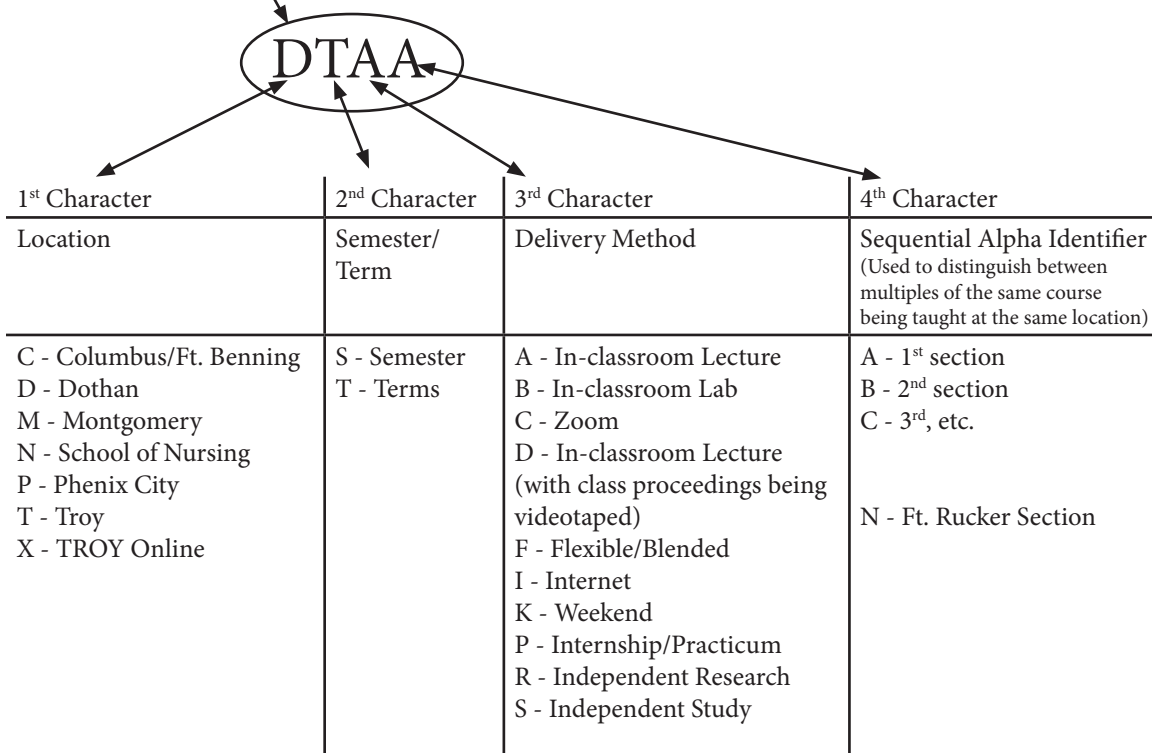 DTAA
1st Character
2nd Character
3rd Character
4th Character
Location
Semester/
Term
Delivery Method
Sequential Alpha Identifier
(Used to distinguish between
multiples of the same course
being taught at the same location)
C - Columbus/Ft. Benning
D - Dothan
M - Montgomery
N - School of Nursing
P - Phenix City
T - Troy
X - TROY Online
S - Semester
T - Terms
A - In-classroom Lecture
B - In-classroom Lab
C - Zoom
D - In-classroom Lecture
(with class proceedings being
videotaped)
F - Flexible/Blended
I - Internet
K - Weekend
P - Internship/Practicum
R - Independent Research
S - Independent Study
A - 1st section
B - 2nd section
C - 3rd, etc.
N - Ft. Rucker Section